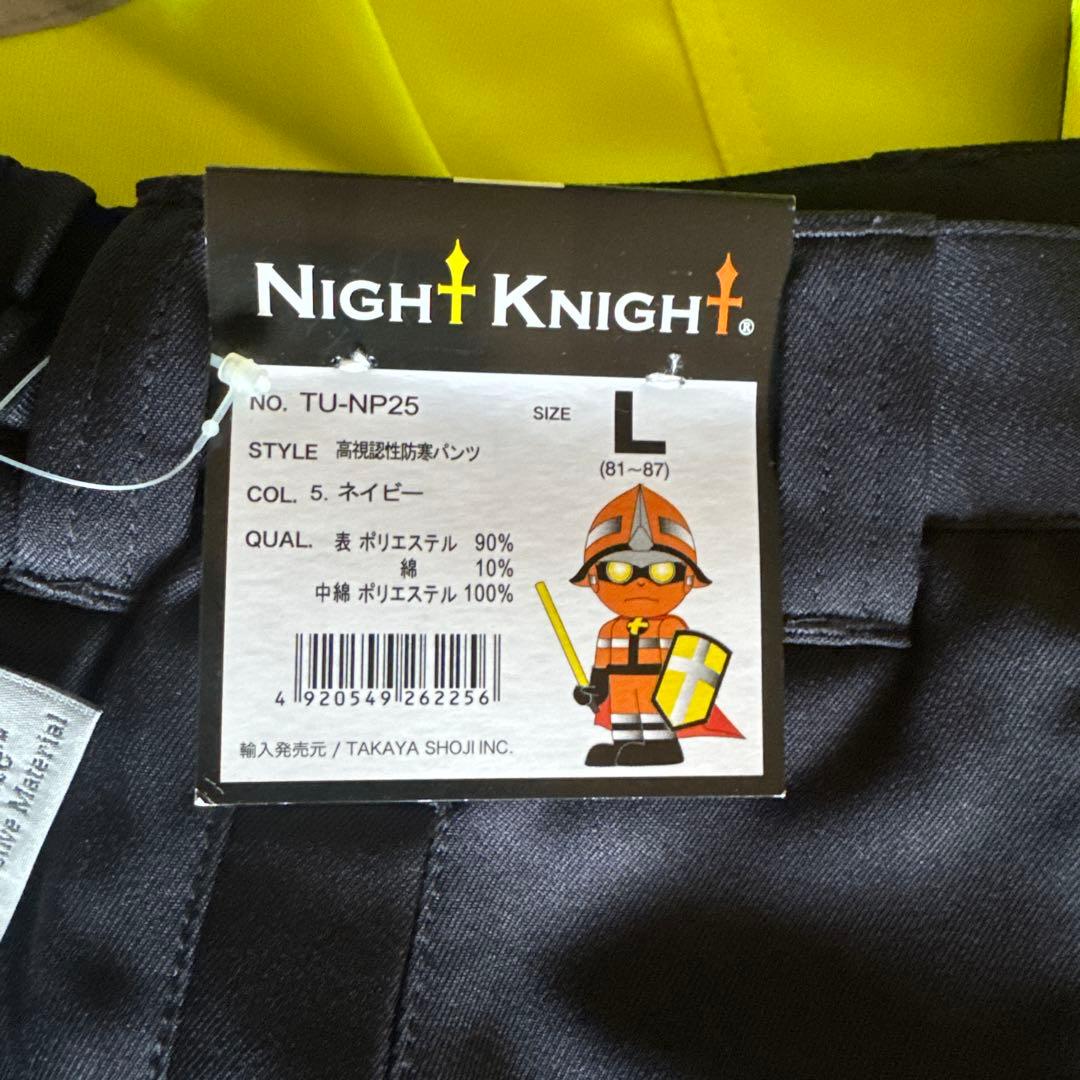 NIGHT KNIGHT®
NO. TU-NP25
SIZE L
(81～87)
STYLE 高視認性防寒パンツ
COL. 5. ネイビー
QUAL. 表 ポリエステル 90%
綿 10%
中綿 ポリエステル 100%
4 920549 262256
輸入発売元 / TAKAYA SHOJI INC.
Material